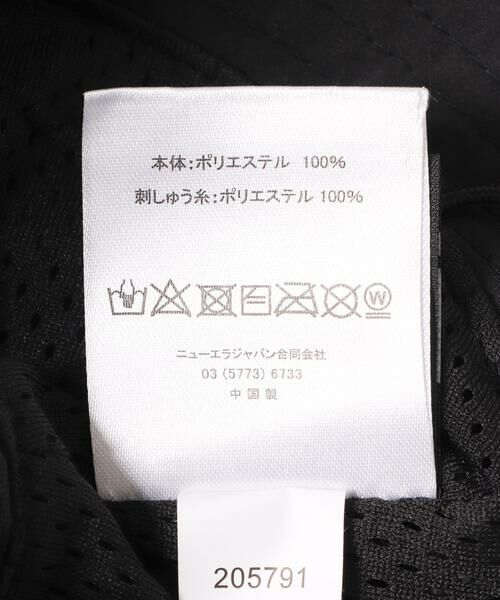 本体:ポリエステル 100%
刺しゅう糸:ポリエステル 100%
W
ニューエラジャパン合同会社
03 (5773) 6733
中国製
205791